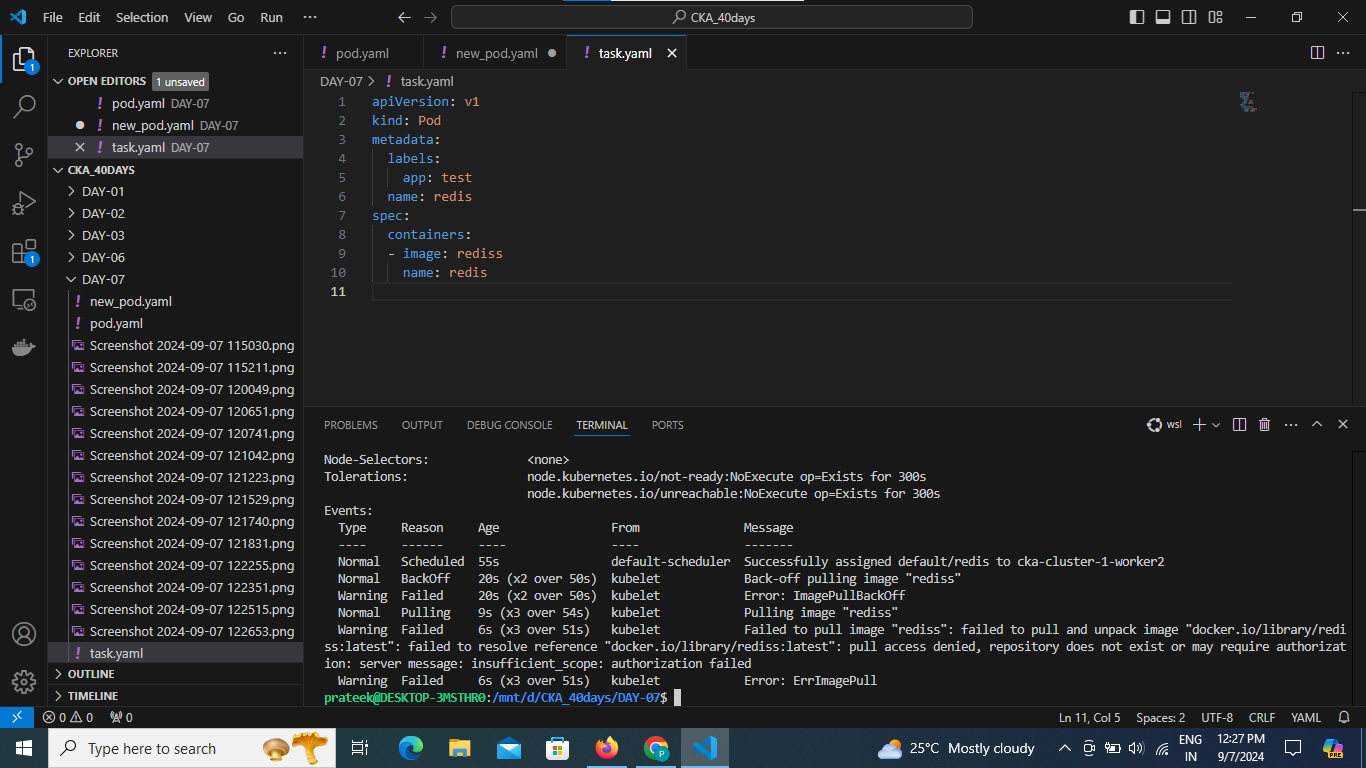 File Edit Selection View Go Run ··· CKA_40days
EXPLORER ···
OPEN EDITORS 1 unsaved
! pod.yaml DAY-07
! new_pod.yaml DAY-07
! task.yaml DAY-07
CKA_40DAYS
DAY-01
DAY-02
DAY-03
DAY-06
DAY-07
! new_pod.yaml
! pod.yaml
Screenshot 2024-09-07 115030.png
Screenshot 2024-09-07 115211.png
Screenshot 2024-09-07 120049.png
Screenshot 2024-09-07 120651.png
Screenshot 2024-09-07 120741.png
Screenshot 2024-09-07 121042.png
Screenshot 2024-09-07 121223.png
Screenshot 2024-09-07 121529.png
Screenshot 2024-09-07 121740.png
Screenshot 2024-09-07 121831.png
Screenshot 2024-09-07 122255.png
Screenshot 2024-09-07 122351.png
Screenshot 2024-09-07 122515.png
Screenshot 2024-09-07 122653.png
! task.yaml
OUTLINE
TIMELINE
1
1
! pod.yaml ! new_pod.yaml ! task.yaml
DAY-07 > ! task.yaml
1 apiVersion: v1
2 kind: Pod
3 metadata:
4 labels:
5 app: test
6 name: redis
7 spec:
8 containers:
9 - image: rediss
10 name: redis
11
PROBLEMS OUTPUT DEBUG CONSOLE TERMINAL PORTS wsl
Node-Selectors: <none>
Tolerations: node.kubernetes.io/not-ready:NoExecute op=Exists for 300s
node.kubernetes.io/unreachable:NoExecute op=Exists for 300s
Events:
Type Reason Age From Message
---- ------ ---- ---- -------
Normal Scheduled 55s default-scheduler Successfully assigned default/redis to cka-cluster-1-worker2
Normal BackOff 20s (x2 over 50s) kubelet Back-off pulling image "rediss"
Warning Failed 20s (x2 over 50s) kubelet Error: ImagePullBackOff
Normal Pulling 9s (x3 over 54s) kubelet Pulling image "rediss"
Warning Failed 6s (x3 over 51s) kubelet Failed to pull image "rediss": failed to pull and unpack image "docker.io/library/redi
ss:latest": failed to resolve reference "docker.io/library/rediss:latest": pull access denied, repository does not exist or may require authorizat
ion: server message: insufficient_scope: authorization failed
Warning Failed 6s (x3 over 51s) kubelet Error: ErrImagePull
prateek@DESKTOP-3MSTHR0:/mnt/d/CKA_40days/DAY-07$
0 0 0 Ln 11, Col 5 Spaces: 2 UTF-8 CRLF YAML
Type here to search 25°C Mostly cloudy ENG 12:27 PM
IN 9/7/2024
PRE